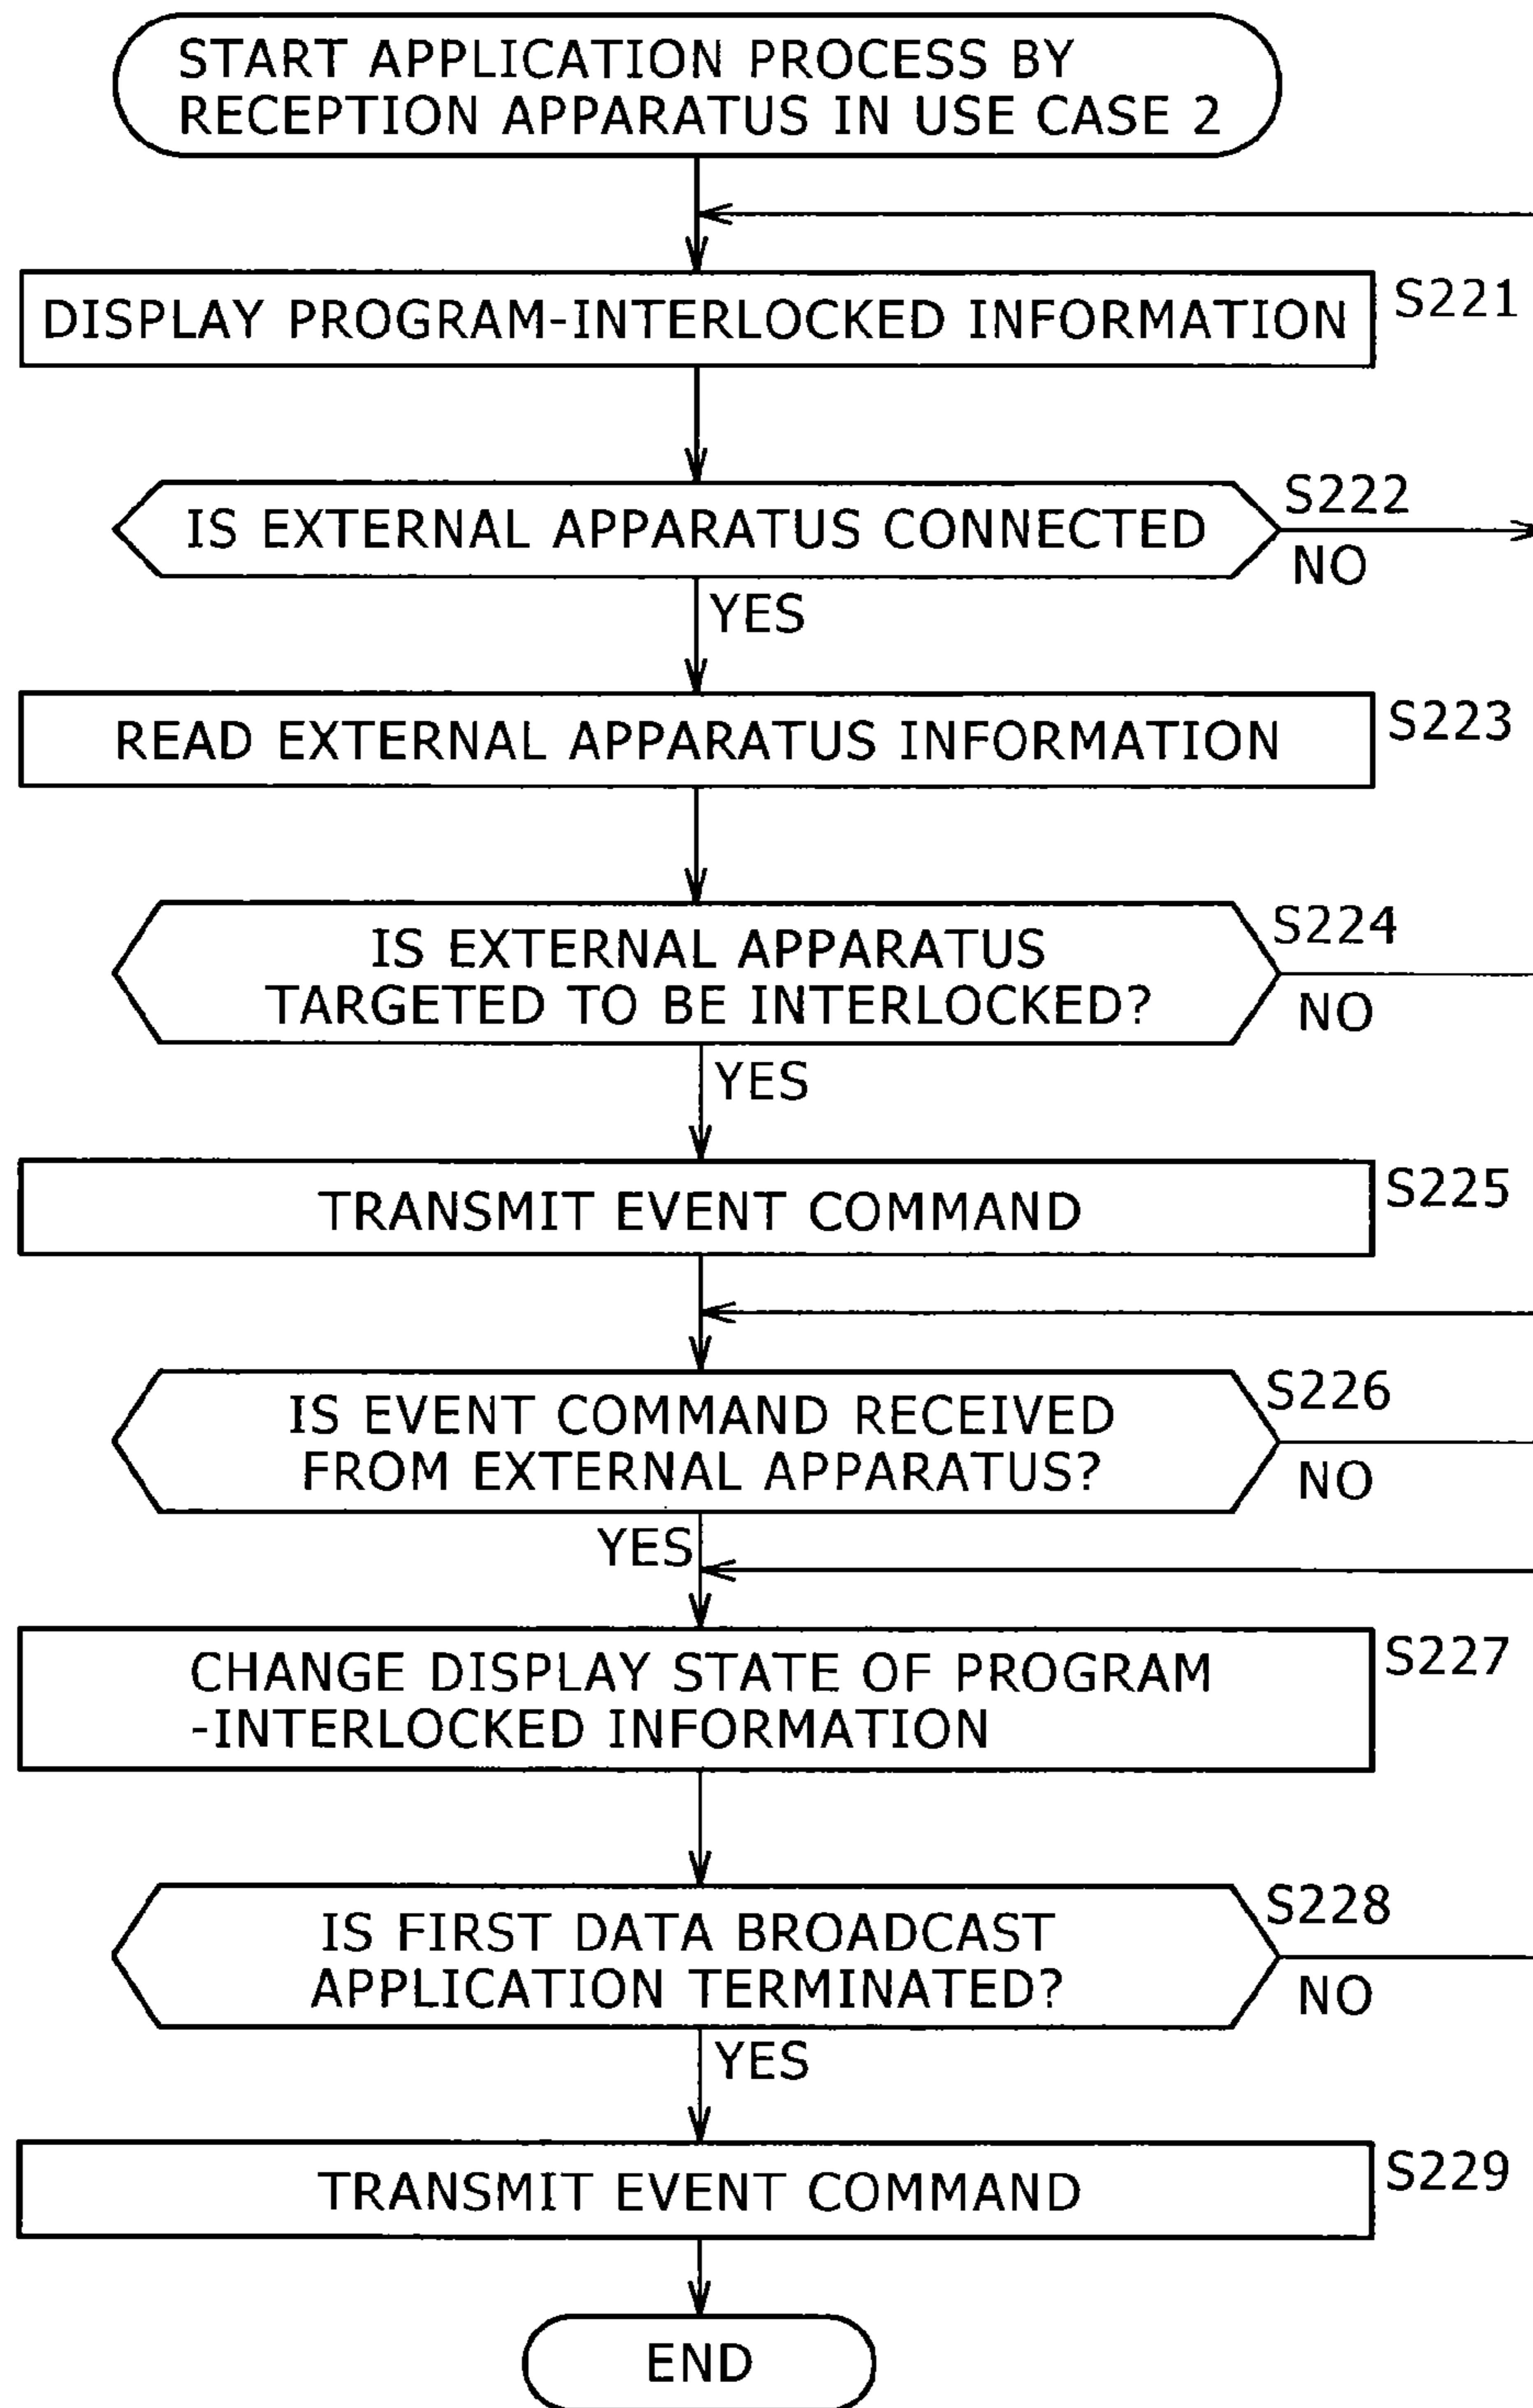 START APPLICATION PROCESS BY
RECEPTION APPARATUS IN USE CASE 2
DISPLAY PROGRAM-INTERLOCKED INFORMATION
S221
IS EXTERNAL APPARATUS CONNECTED
S222
NO
YES
READ EXTERNAL APPARATUS INFORMATION
S223
IS EXTERNAL APPARATUS
TARGETED TO BE INTERLOCKED?
S224
NO
YES
TRANSMIT EVENT COMMAND
S225
IS EVENT COMMAND RECEIVED
FROM EXTERNAL APPARATUS?
S226
NO
YES
CHANGE DISPLAY STATE OF PROGRAM
-INTERLOCKED INFORMATION
S227
IS FIRST DATA BROADCAST
APPLICATION TERMINATED?
S228
NO
YES
TRANSMIT EVENT COMMAND
S229
END